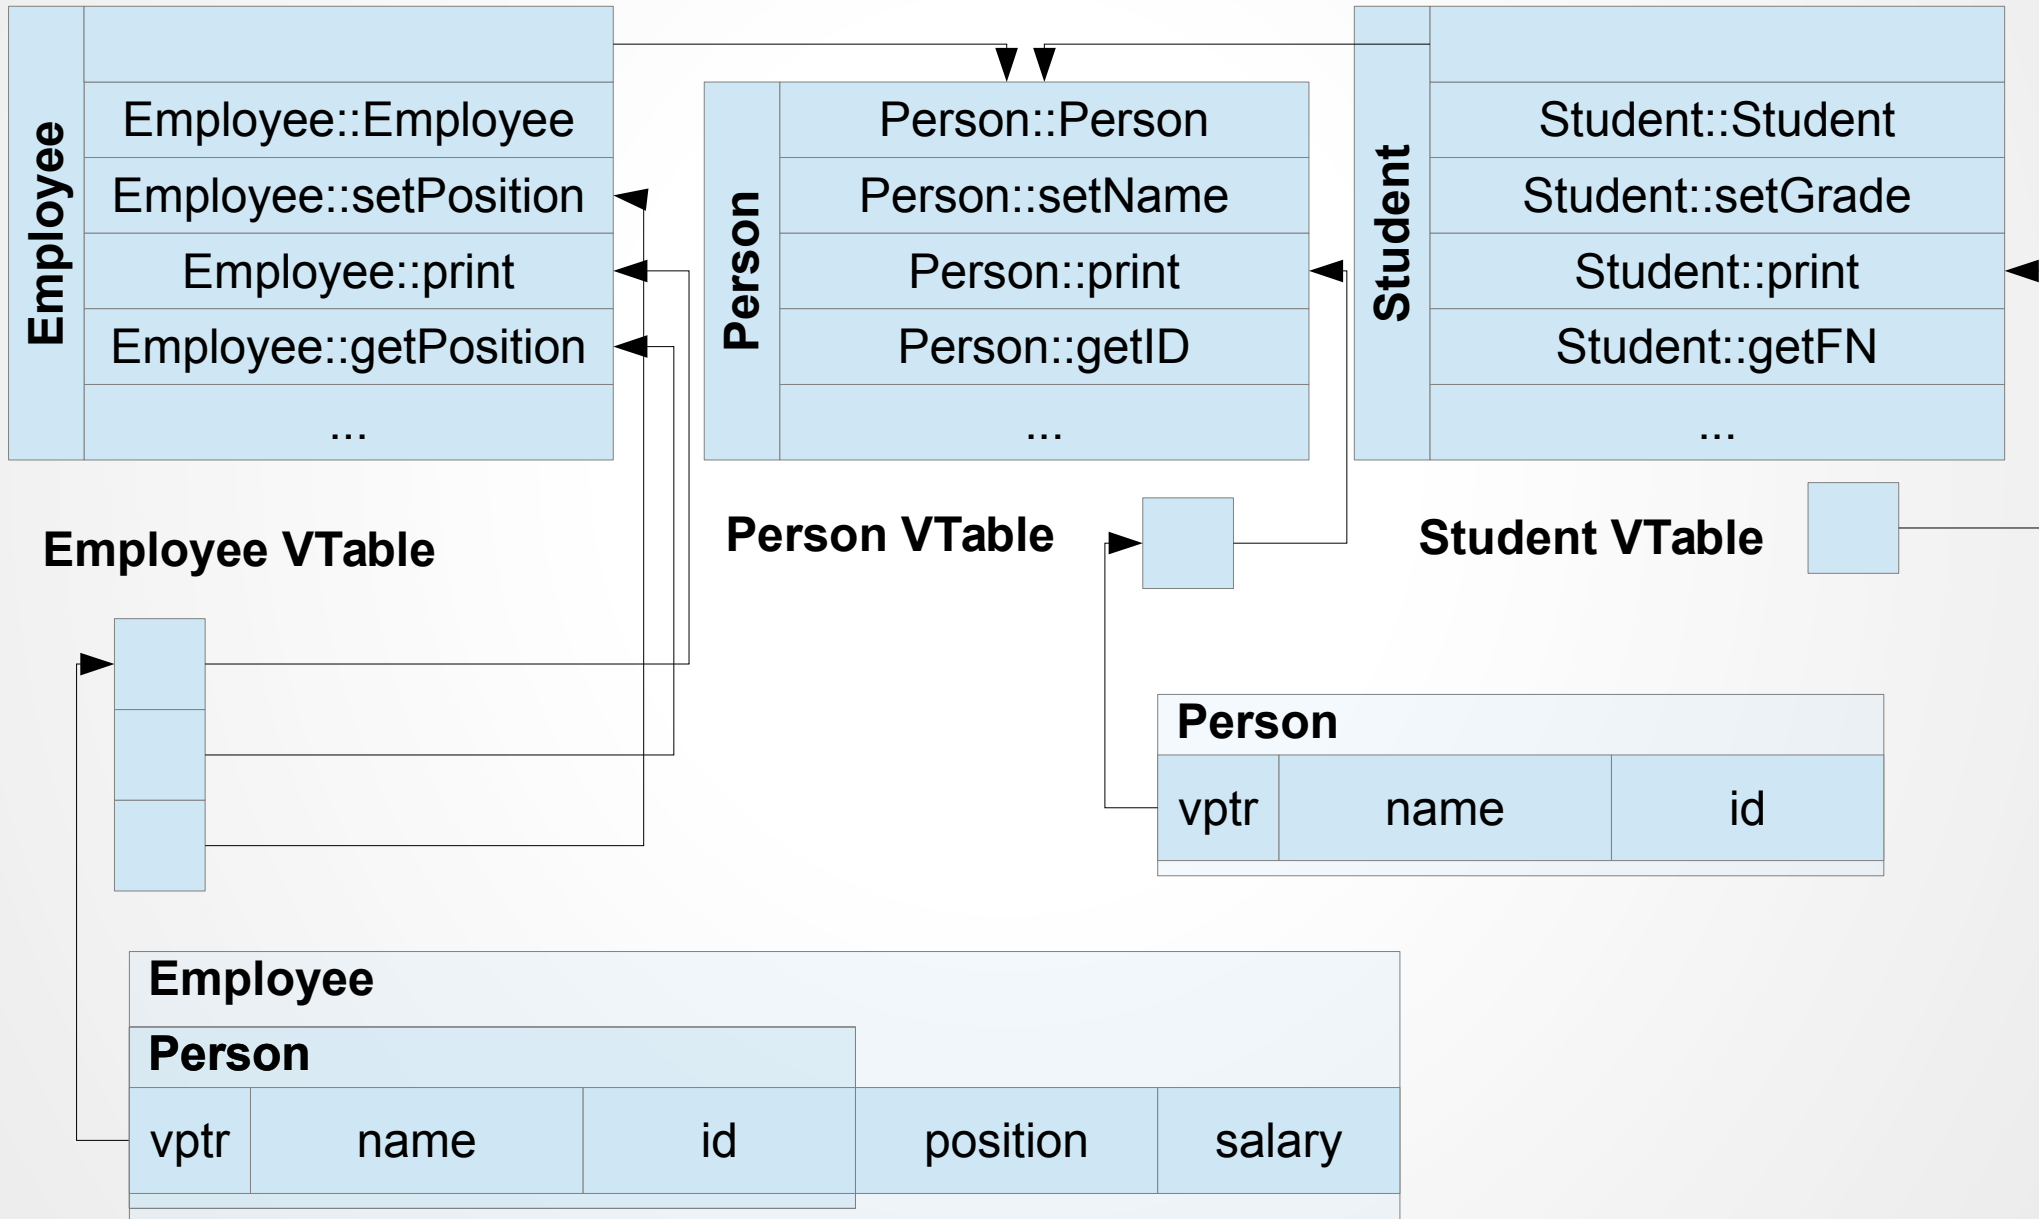 Employee
Employee::Employee
Employee::setPosition
Employee::print
Employee::getPosition
...
Person
Person::Person
Person::setName
Person::print
Person::getID
...
Student
Student::Student
Student::setGrade
Student::print
Student::getFN
...
Employee VTable
Person VTable
Student VTable
Person
vptr name id
Employee
Person
vptr name id position salary